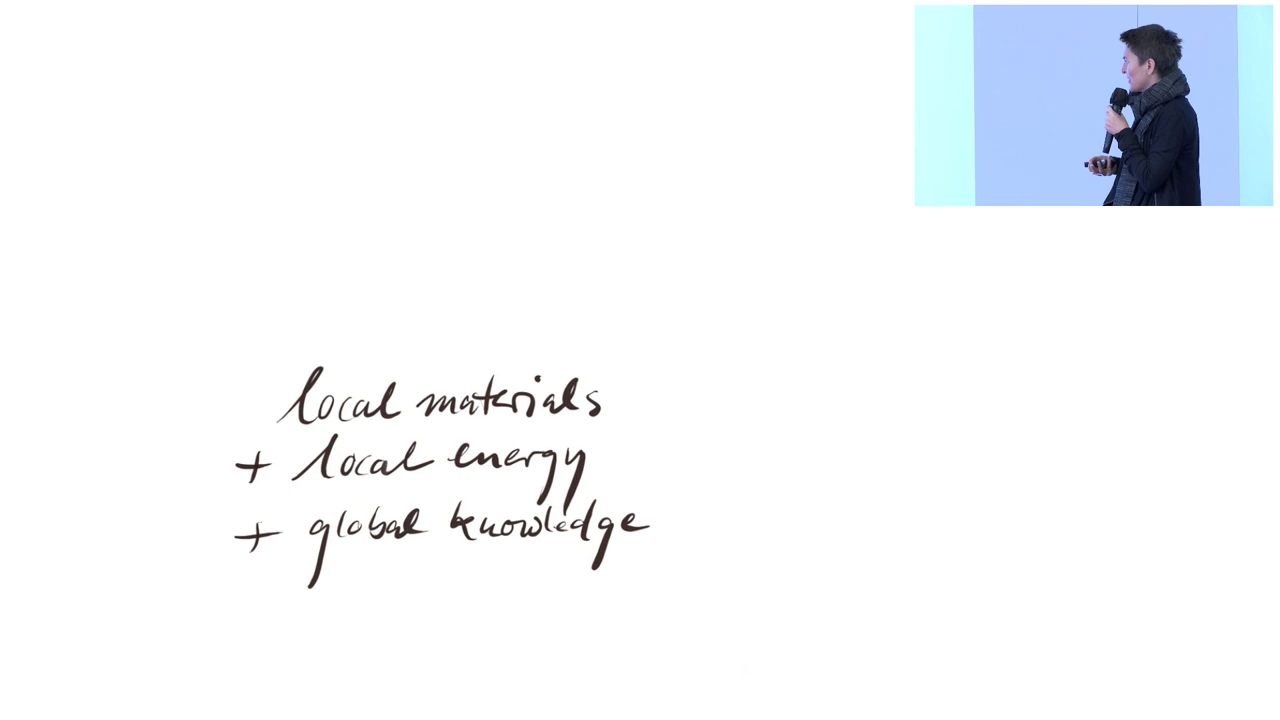 local materials
+ local energy
+ global knowledge